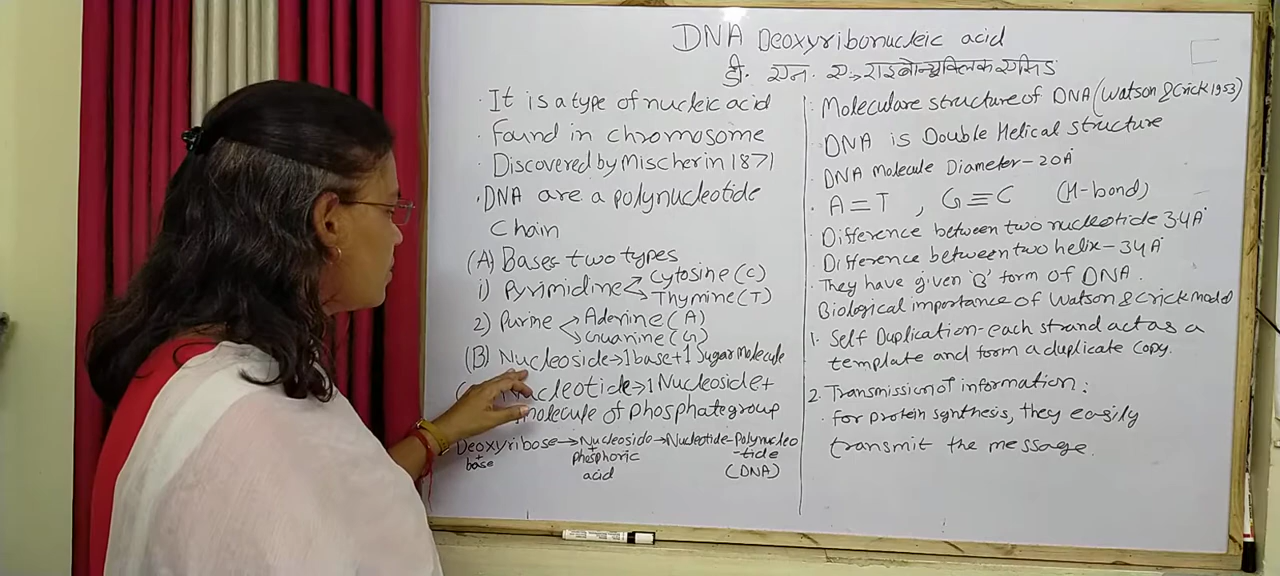 DNA Deoxyribonucleic acid
डी. एन. ए→ राइबोन्यूक्लिक एसिड
· It is a type of nucleic acid
· Found in chromosome
· Discovered by Mischer in 1871
· DNA are a polynucleotide
Chain
(A) Bases two types
1) Pyrimidine < Cytosine (C)
Thymine (T)
2) Purine < Adenine (A)
Guanine (G)
(B) Nucleoside → 1 base + 1 Sugar molecule
Nucleotide → 1 Nucleoside +
molecule of phosphate group
Deoxyribose → Nucleoside → Nucleotide - Polynucleo
+ base + phosphoric acid -tide
(DNA)
· Moleculare structure of DNA (Watson & Crick 1953)
· DNA is Double Helical structure
· DNA Molecule Diameter - 20A°
· A = T , G ≡ C (H-bond)
· Difference between two nucleotide 3.4A°
· Difference between two helix - 34A°
· They have given 'B' form of DNA.
Biological importance of Watson & Crick model
1. Self Duplication - each strand act as a
template and form a duplicate copy.
2. Transmission of information:
· for protein synthesis, they easily
transmit the message.